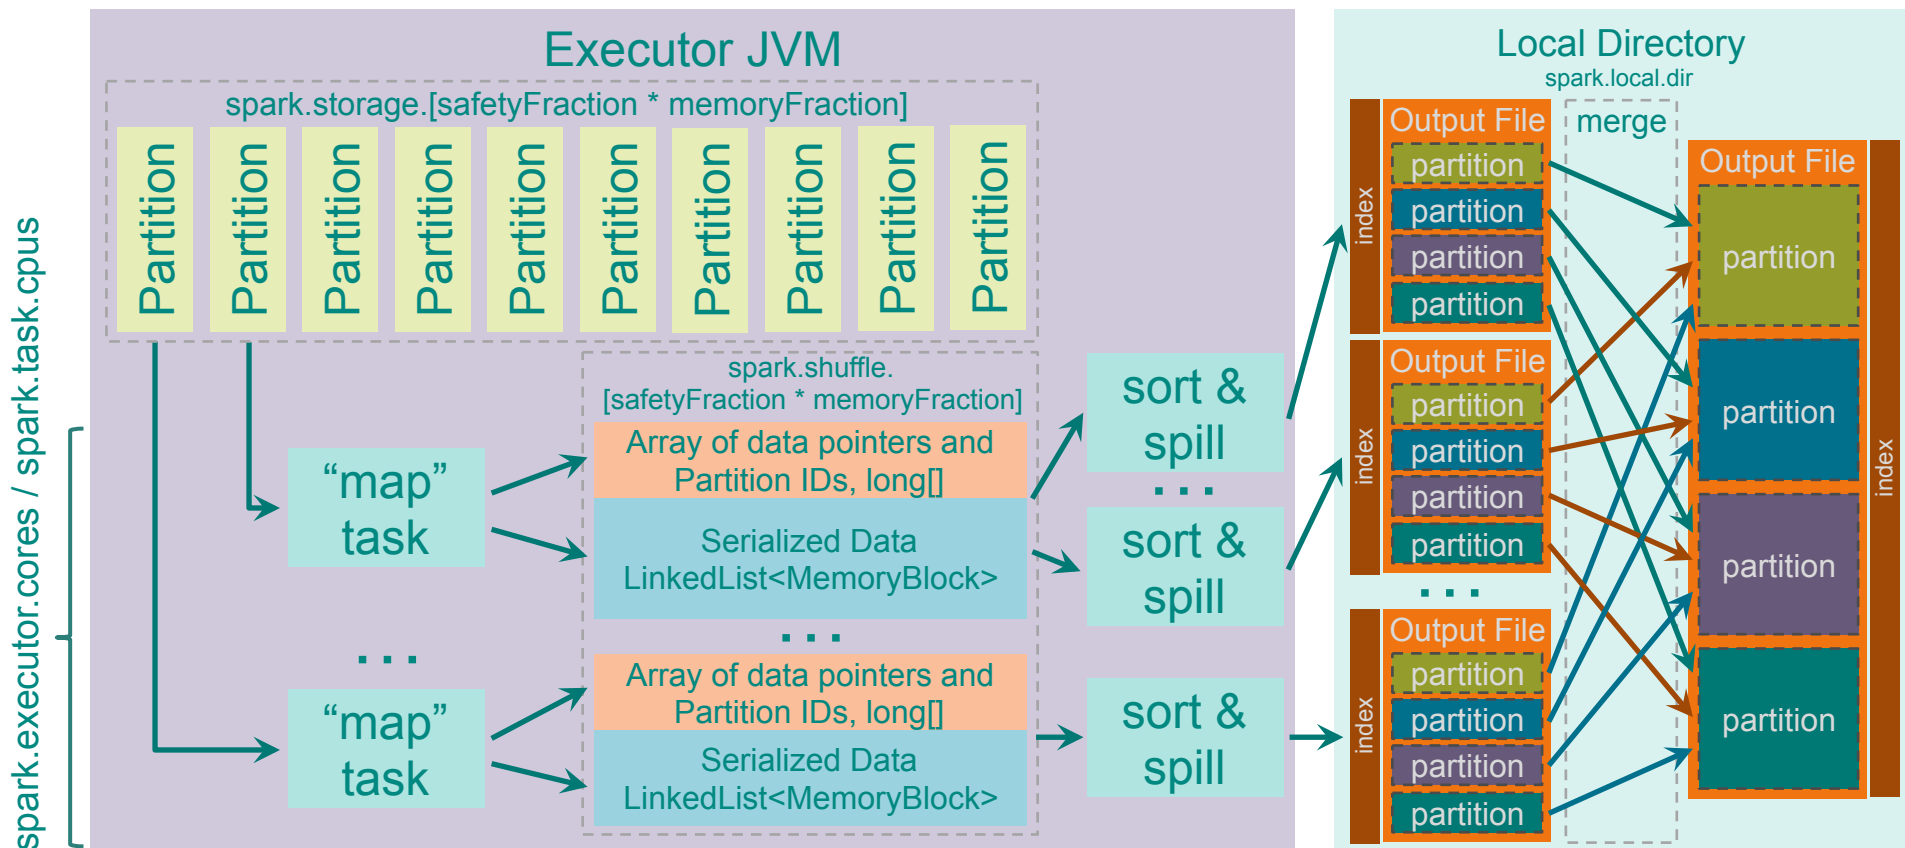 Executor JVM
spark.storage.[safetyFraction * memoryFraction]
Partition
Partition
Partition
Partition
Partition
Partition
Partition
Partition
Partition
Partition
spark.executor.cores / spark.task.cpus
“map”
task
...
“map”
task
spark.shuffle.
[safetyFraction * memoryFraction]
Array of data pointers and
Partition IDs, long[]
Serialized Data
LinkedList<MemoryBlock>
...
Array of data pointers and
Partition IDs, long[]
Serialized Data
LinkedList<MemoryBlock>
sort &
spill
...
sort &
spill
sort &
spill
Local Directory
spark.local.dir
index
Output File
partition
partition
partition
partition
index
Output File
partition
partition
partition
partition
...
index
Output File
partition
partition
partition
partition
merge
Output File
partition
partition
partition
partition
index